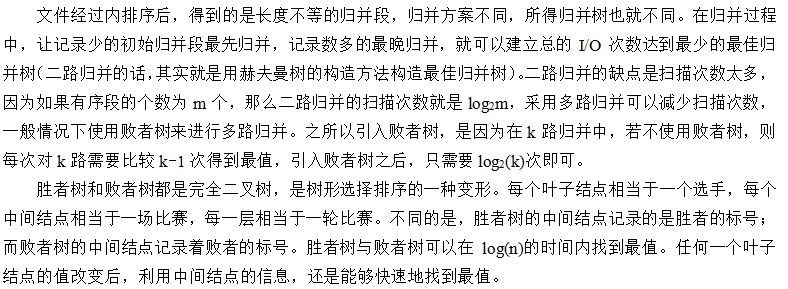 文件经过内排序后，得到的是长度不等的归并段，归并方案不同，所得归并树也就不同。在归并过程
中，让记录少的初始归并段最先归并，记录数多的最晚归并，就可以建立总的 I/O 次数达到最少的最佳归
并树（二路归并的话，其实就是用赫夫曼树的构造方法构造最佳归并树）。二路归并的缺点是扫描次数太多，
因为如果有序段的个数为 m 个，那么二路归并的扫描次数就是 log₂m，采用多路归并可以减少扫描次数，
一般情况下使用败者树来进行多路归并。之所以引入败者树，是因为在 k 路归并中，若不使用败者树，则
每次对 k 路需要比较 k-1 次得到最值，引入败者树之后，只需要 log₂(k)次即可。
胜者树和败者树都是完全二叉树，是树形选择排序的一种变形。每个叶子结点相当于一个选手，每个
中间结点相当于一场比赛，每一层相当于一轮比赛。不同的是，胜者树的中间结点记录的是胜者的标号；
而败者树的中间结点记录着败者的标号。胜者树与败者树可以在 log(n)的时间内找到最值。任何一个叶子
结点的值改变后，利用中间结点的信息，还是能够快速地找到最值。